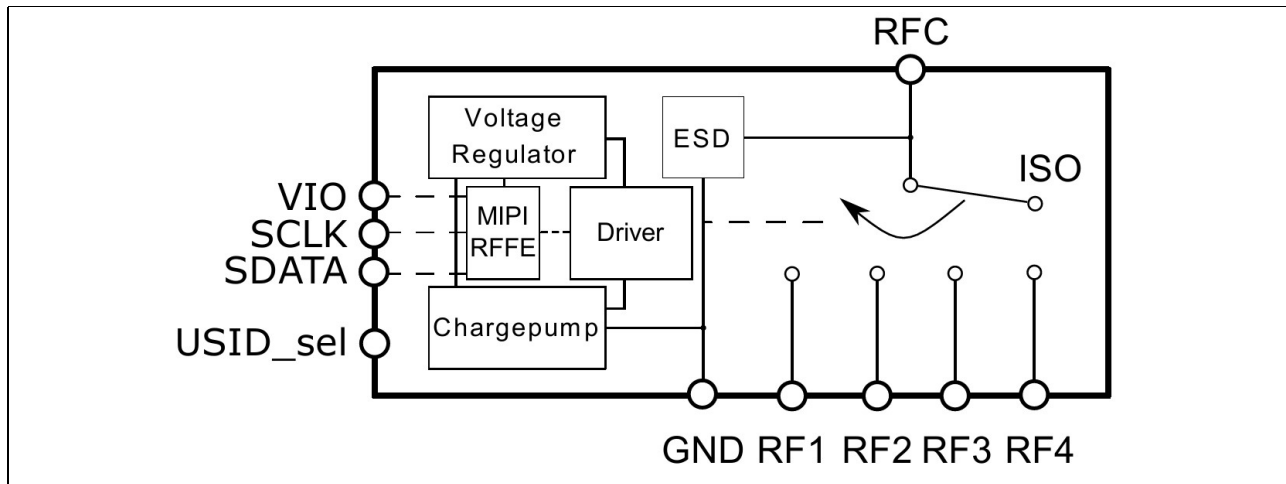 RFC
Voltage
Regulator
ESD
ISO
VIO
SCLK
SDATA
USID_sel
MIPI
RFFE
Driver
Chargepump
GND RF1 RF2 RF3 RF4